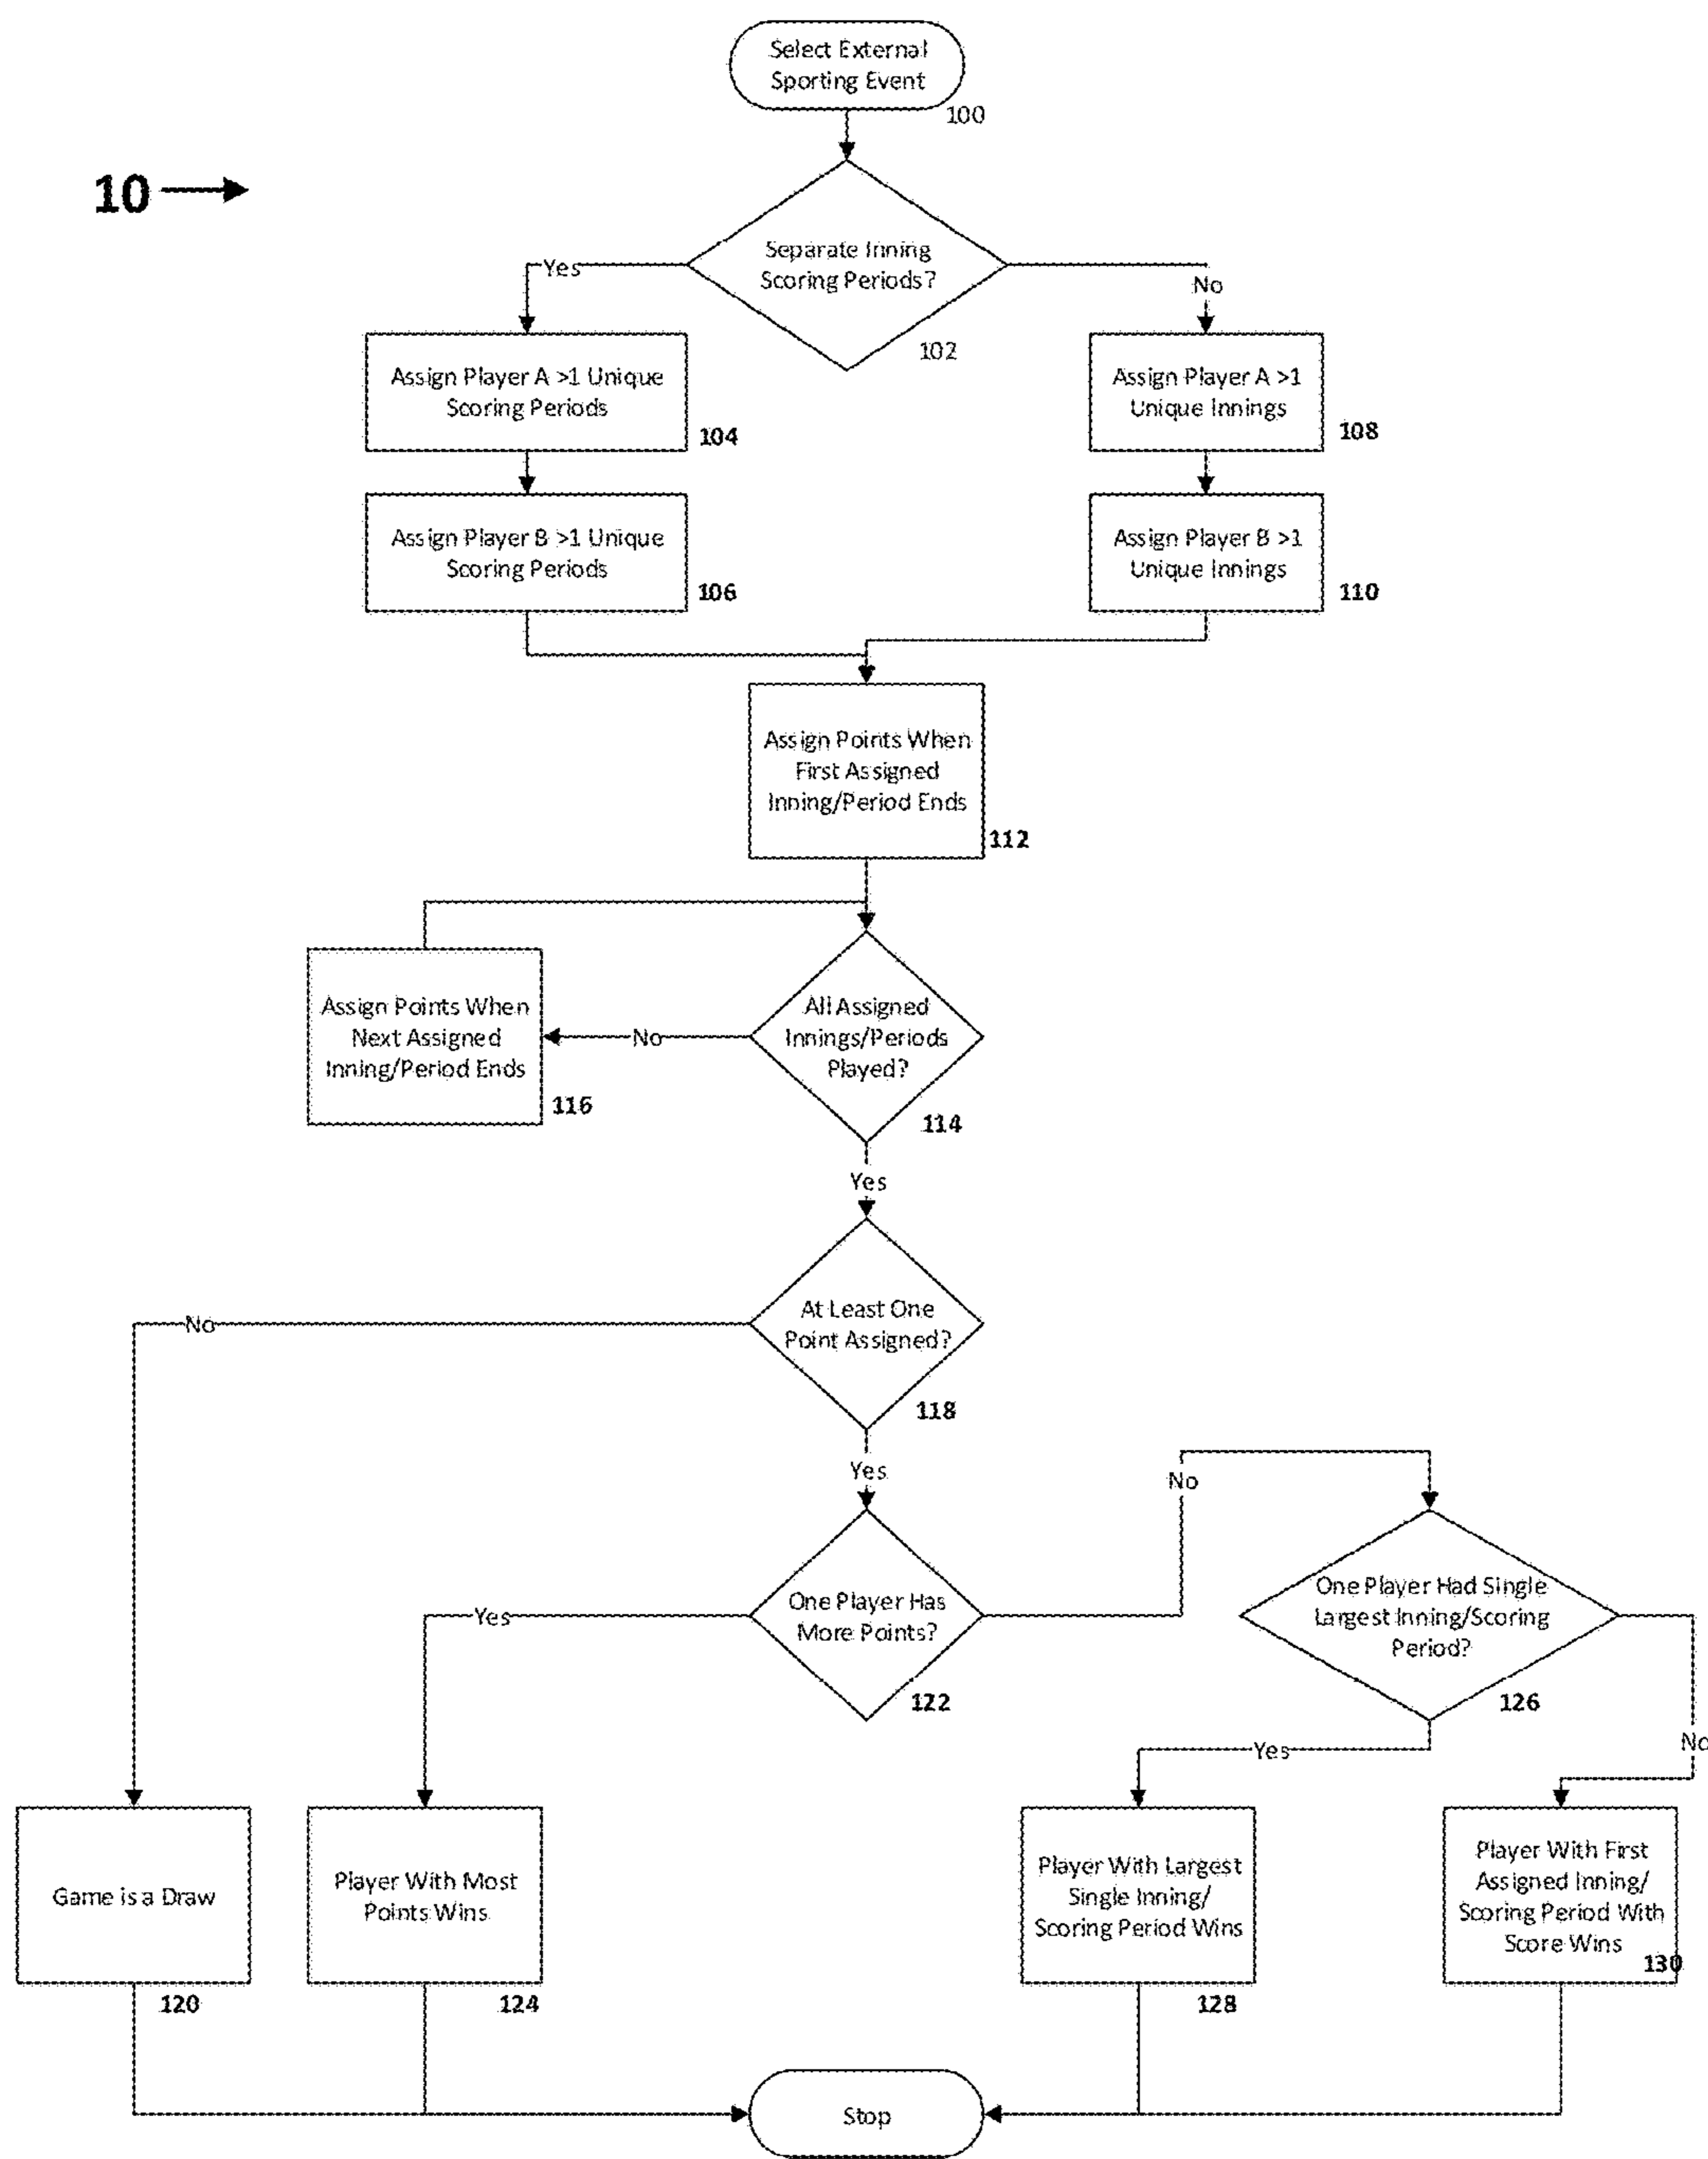 Select External
Sporting Event
100
10
Separate Inning
Scoring Periods?
102
Yes
No
Assign Player A >1 Unique
Scoring Periods
104
Assign Player A >1
Unique Innings
108
Assign Player B >1 Unique
Scoring Periods
106
Assign Player B >1
Unique Innings
110
Assign Points When
First Assigned
Inning/Period Ends
112
Assign Points When
Next Assigned
Inning/Period Ends
116
No
All Assigned
Innings/Periods
Played?
114
Yes
At Least One
Point Assigned?
118
No
Yes
One Player Has
More Points?
122
Yes
No
One Player Had Single
Largest Inning/Scoring
Period?
126
Yes
No
Game is a Draw
120
Player With Most
Points Wins
124
Player With Largest
Single Inning/
Scoring Period Wins
128
Player With First
Assigned Inning/
Scoring Period With
Score Wins
130
Stop